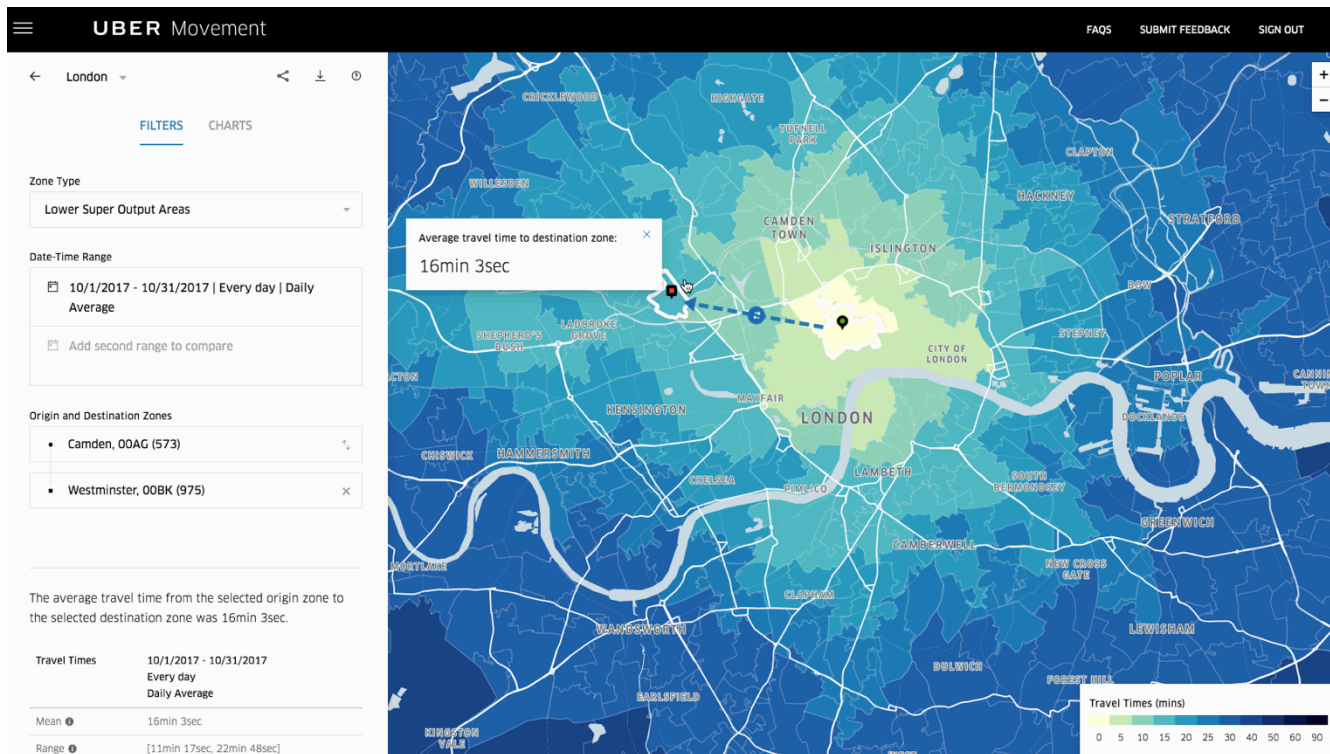 UBER Movement
FAQS
SUBMIT FEEDBACK
SIGN OUT
London
FILTERS
CHARTS
Zone Type
Lower Super Output Areas
Date-Time Range
10/1/2017 - 10/31/2017 | Every day | Daily
Average
Add second range to compare
Origin and Destination Zones
Camden, 00AG (573)
Westminster, 00BK (975)
The average travel time from the selected origin zone to
the selected destination zone was 16min 3sec.
Travel Times
10/1/2017 - 10/31/2017
Every day
Daily Average
Mean
16min 3sec
Range
[11min 17sec, 22min 48sec]
Average travel time to destination zone:
16min 3sec
CRICKLEWOOD
HIGHGATE
TUFNELL
PARK
CLAPTON
WILLESDEN
HACKNEY
STRATFORD
CAMDEN
TOWN
ISLINGTON
BOW
SHEPHERD'S
BUSH
LADBROKE
GROVE
STEPNEY
CITY OF
LONDON
POPLAR
ACTON
MAYFAIR
KENSINGTON
LONDON
DOCKLANDS
CHISWICK
HAMMERSMITH
CHELSEA
PIMLICO
LAMBETH
SOUTH
BERMONDSEY
GREENWICH
MORTLAKE
CAMBERWELL
NEW CROSS
GATE
CLAPHAM
WANDSWORTH
LEWISHAM
DULWICH
FOREST HILL
EARLSFIELD
KINGSTON
VALE
Travel Times (mins)
0 5 10 15 20 25 30 40 50 60 90
+
−